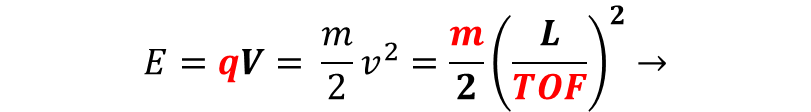 E = qV = m/2 v² = m/2 (L/TOF)² →